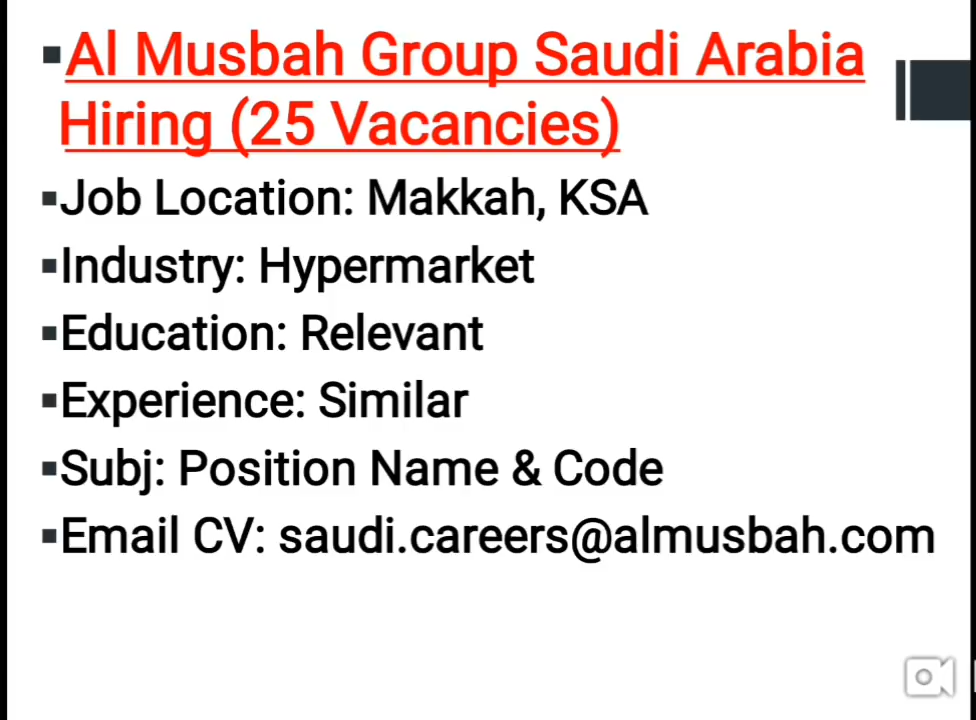 ▪Al Musbah Group Saudi Arabia
Hiring (25 Vacancies)
▪Job Location: Makkah, KSA
▪Industry: Hypermarket
▪Education: Relevant
▪Experience: Similar
▪Subj: Position Name & Code
▪Email CV: saudi.careers@almusbah.com